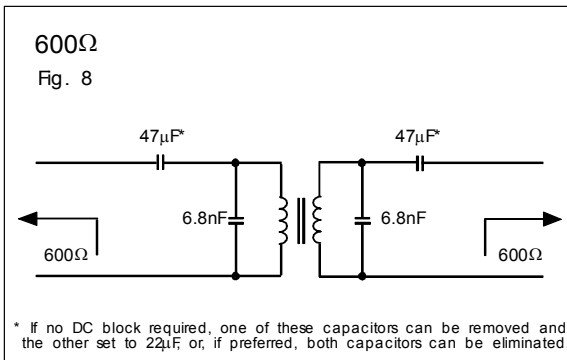 600Ω
Fig. 8
47µF*
47µF*
6.8nF
6.8nF
600Ω
600Ω
* If no DC block required, one of these capacitors can be removed and
the other set to 22µF, or, if preferred, both capacitors can be eliminated.